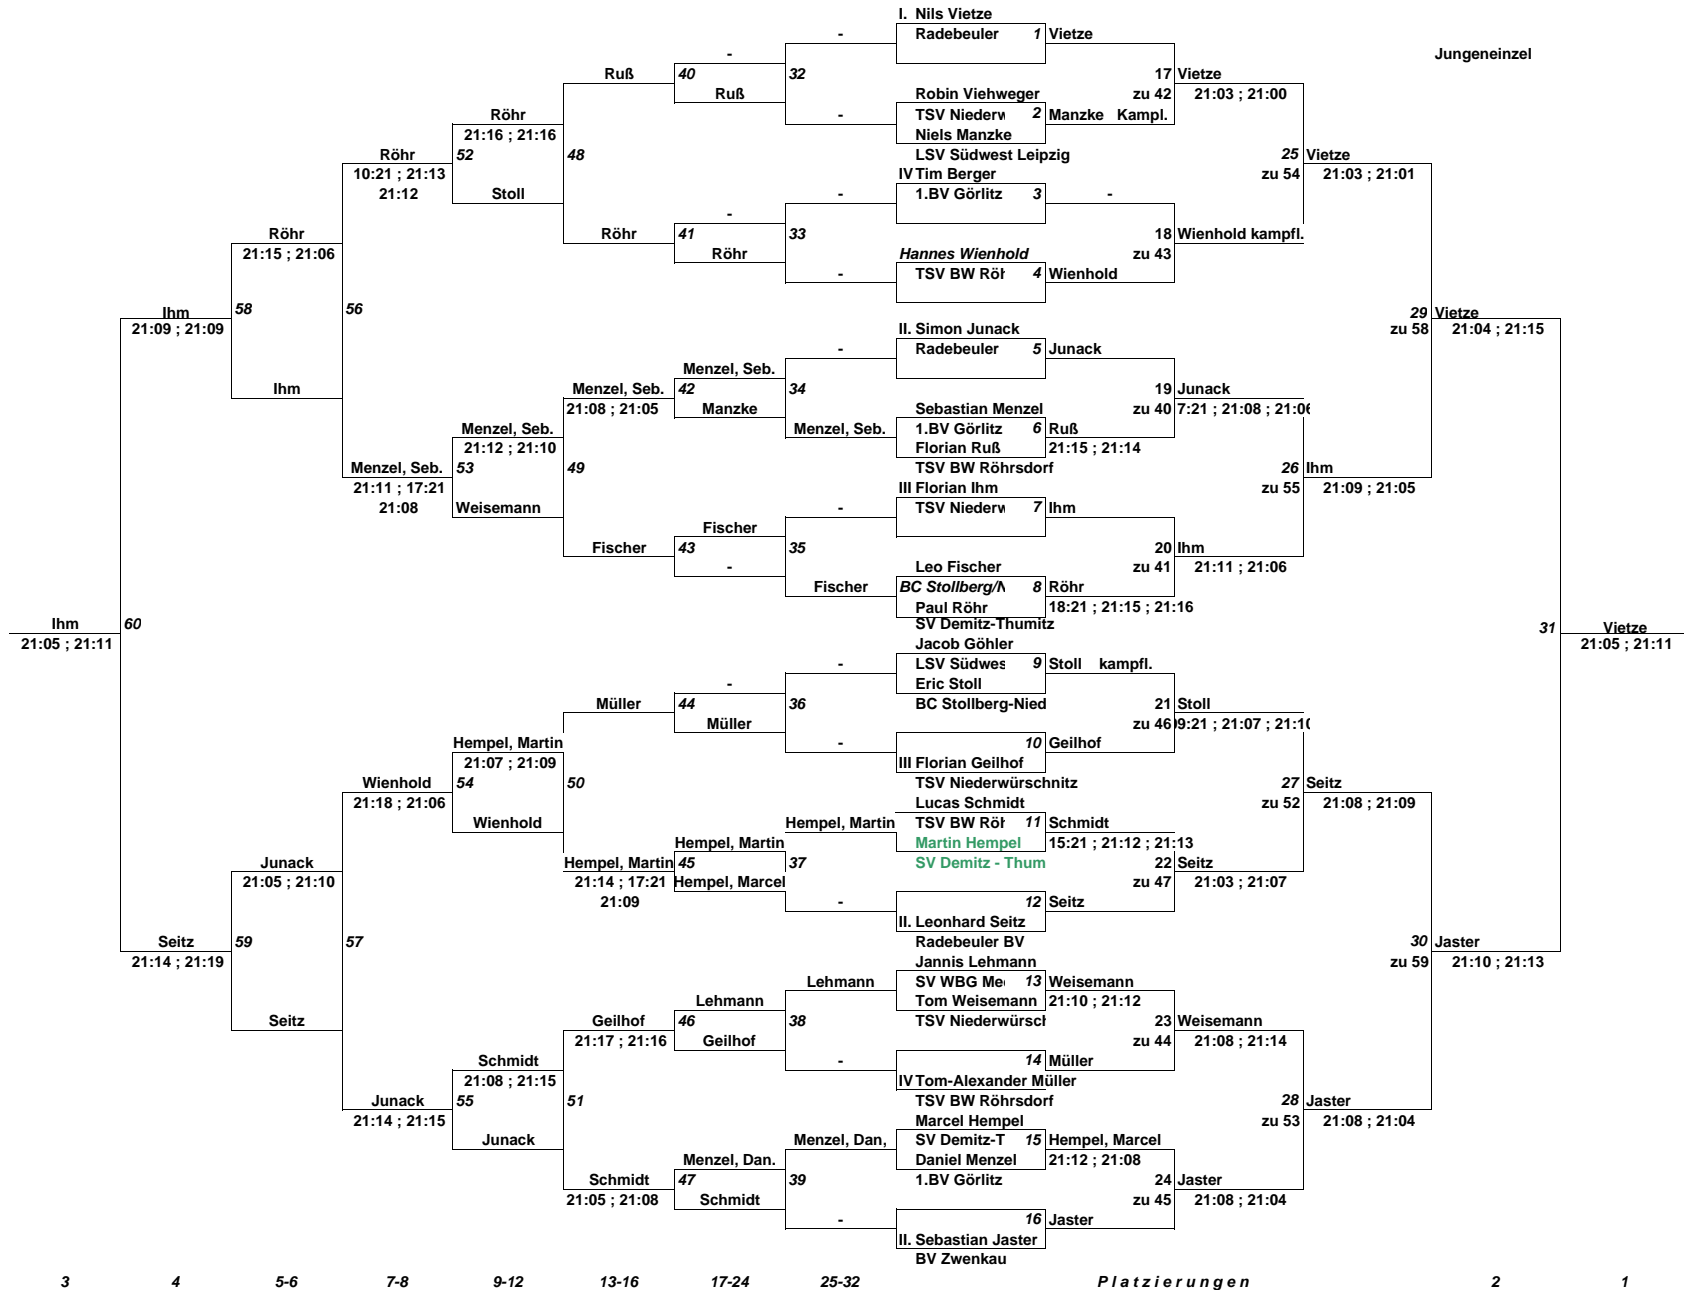 I. Nils Vietze
- Radebeuler 1 Vietze
- Jungeneinzel
Ruß 40 32 17 Vietze
Ruß Robin Viehweger zu 42 21:03 ; 21:00
Röhr - TSV Niederw 2 Manzke Kampl.
21:16 ; 21:16 Niels Manzke
Röhr 52 48 LSV Südwest Leipzig 25 Vietze
10:21 ; 21:13 IV Tim Berger zu 54 21:03 ; 21:01
21:12 Stoll - 1.BV Görlitz 3 -
-
Röhr Röhr 41 33 18 Wienhold kampfl.
21:15 ; 21:06 Röhr Hannes Wienhold zu 43
- TSV BW Röh 4 Wienhold
Ihm 58 56 29 Vietze
21:09 ; 21:09 II. Simon Junack zu 58 21:04 ; 21:15
- Radebeuler 5 Junack
Menzel, Seb.
Ihm Menzel, Seb. 42 34 19 Junack
21:08 ; 21:05 Manzke Sebastian Menzel zu 40 7:21 ; 21:08 ; 21:06
Menzel, Seb. Menzel, Seb. 1.BV Görlitz 6 Ruß
21:12 ; 21:10 Florian Ruß 21:15 ; 21:14
Menzel, Seb. 53 49 TSV BW Röhrsdorf 26 Ihm
21:11 ; 17:21 III Florian Ihm zu 55 21:09 ; 21:05
21:08 Weisemann - TSV Niederw 7 Ihm
Fischer
Fischer 43 35 20 Ihm
- Leo Fischer zu 41 21:11 ; 21:06
Fischer BC Stollberg/N 8 Röhr
Paul Röhr 18:21 ; 21:15 ; 21:16
Ihm 60 SV Demitz-Thumitz 31 Vietze
21:05 ; 21:11 Jacob Göhler 21:05 ; 21:11
- LSV Südwes 9 Stoll kampfl.
- Eric Stoll
Müller 44 36 BC Stollberg-Nied 21 Stoll
Müller zu 46 09:21 ; 21:07 ; 21:10
Hempel, Martin - 10 Geilhof
21:07 ; 21:09 III Florian Geilhof
Wienhold 54 50 TSV Niederwürschnitz 27 Seitz
21:18 ; 21:06 Lucas Schmidt zu 52 21:08 ; 21:09
Wienhold Hempel, Martin TSV BW Röh 11 Schmidt
Hempel, Martin Martin Hempel 15:21 ; 21:12 ; 21:13
Junack Hempel, Martin 45 37 SV Demitz - Thum 22 Seitz
21:05 ; 21:10 21:14 ; 17:21 Hempel, Marcel zu 47 21:03 ; 21:07
21:09 - 12 Seitz
II. Leonhard Seitz
Seitz 59 57 Radebeuler BV 30 Jaster
21:14 ; 21:19 Jannis Lehmann zu 59 21:10 ; 21:13
Lehmann SV WBG Me 13 Weisemann
Lehmann Tom Weisemann 21:10 ; 21:12
Seitz Geilhof 46 38 TSV Niederwürsch 23 Weisemann
21:17 ; 21:16 Geilhof zu 44 21:08 ; 21:14
Schmidt - 14 Müller
21:08 ; 21:15 IV Tom-Alexander Müller
Junack 55 51 TSV BW Röhrsdorf 28 Jaster
21:14 ; 21:15 Marcel Hempel zu 53 21:08 ; 21:04
Junack Menzel, Dan, SV Demitz-T 15 Hempel, Marcel
Menzel, Dan. Daniel Menzel 21:12 ; 21:08
Schmidt 47 39 1.BV Görlitz 24 Jaster
21:05 ; 21:08 Schmidt zu 45 21:08 ; 21:04
- 16 Jaster
II. Sebastian Jaster
BV Zwenkau
3 4 5-6 7-8 9-12 13-16 17-24 25-32 Platzierungen 2 1